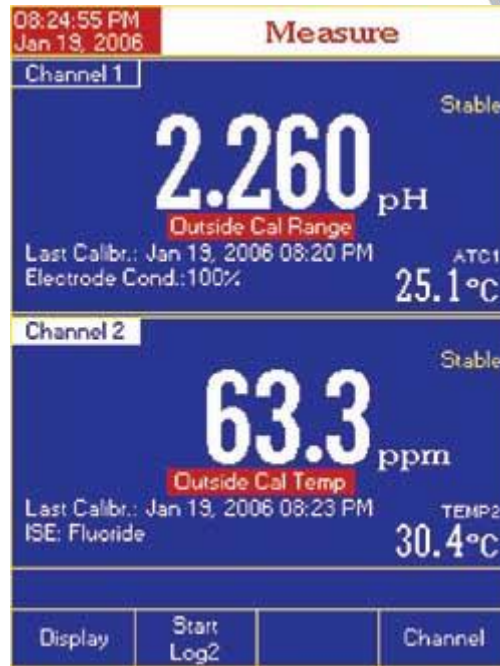 08:24:55 PM
Jan 19, 2006
Measure
Channel 1
Stable
2.260 pH
Outside Cal Range
Last Calibr.: Jan 19, 2006 08:20 PM
Electrode Cond.:100%
ATC1
25.1°C
Channel 2
Stable
63.3 ppm
Outside Cal Temp
Last Calibr.: Jan 19, 2006 08:23 PM
ISE: Fluoride
TEMP2
30.4°C
Display
Start
Log2
Channel